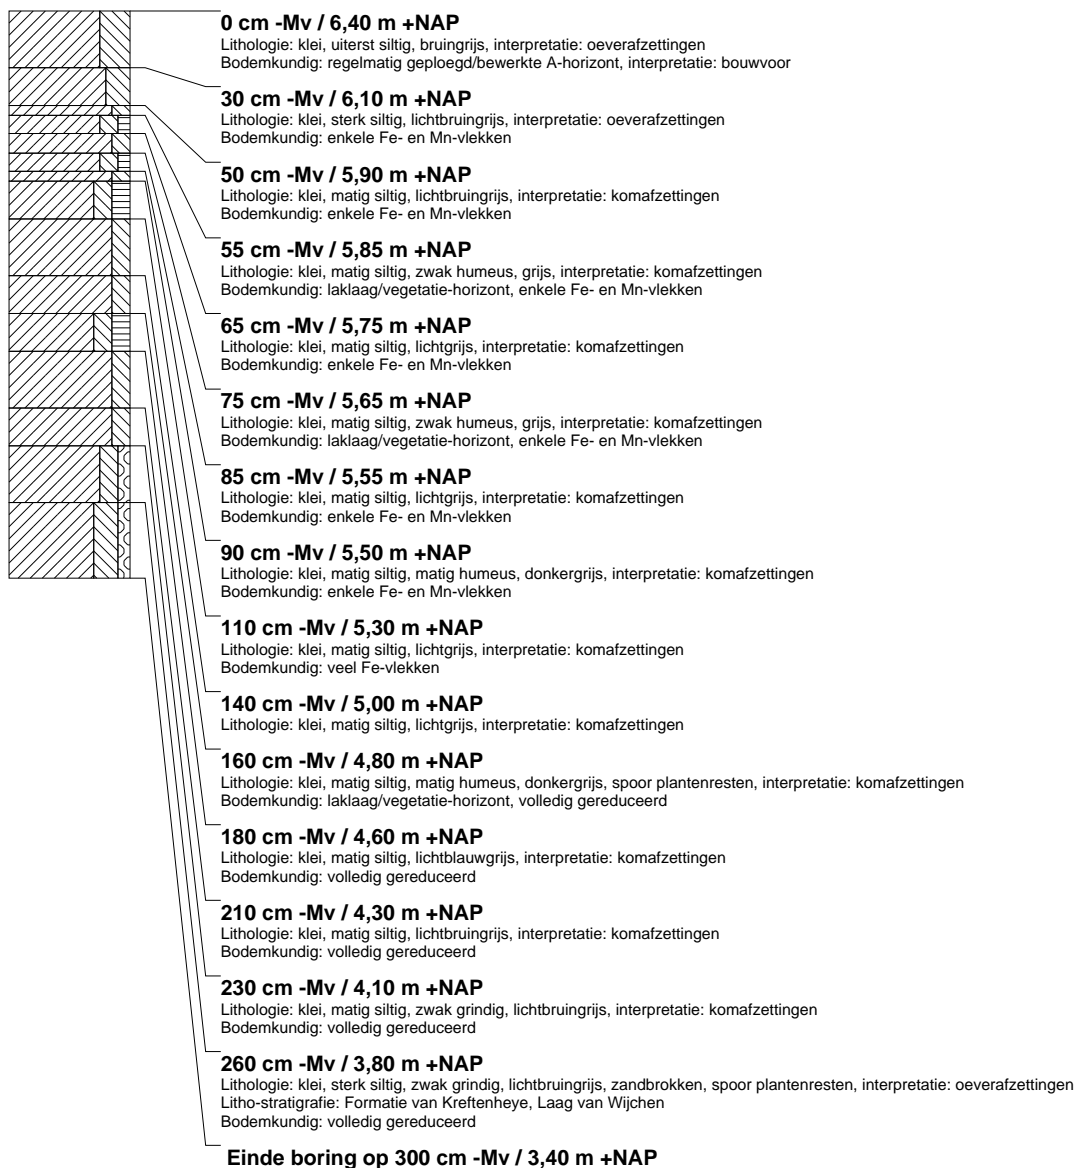 0 cm -Mv / 6,40 m +NAP
Lithologie: klei, uiterst siltig, bruingrijs, interpretatie: oeverafzettingen
Bodemkundig: regelmatig geploegd/bewerkte A-horizont, interpretatie: bouwvoor
30 cm -Mv / 6,10 m +NAP
Lithologie: klei, sterk siltig, lichtbruingrijs, interpretatie: oeverafzettingen
Bodemkundig: enkele Fe- en Mn-vlekken
50 cm -Mv / 5,90 m +NAP
Lithologie: klei, matig siltig, lichtbruingrijs, interpretatie: komafzettingen
Bodemkundig: enkele Fe- en Mn-vlekken
55 cm -Mv / 5,85 m +NAP
Lithologie: klei, matig siltig, zwak humeus, grijs, interpretatie: komafzettingen
Bodemkundig: laklaag/vegetatie-horizont, enkele Fe- en Mn-vlekken
65 cm -Mv / 5,75 m +NAP
Lithologie: klei, matig siltig, lichtgrijs, interpretatie: komafzettingen
Bodemkundig: enkele Fe- en Mn-vlekken
75 cm -Mv / 5,65 m +NAP
Lithologie: klei, matig siltig, zwak humeus, grijs, interpretatie: komafzettingen
Bodemkundig: laklaag/vegetatie-horizont, enkele Fe- en Mn-vlekken
85 cm -Mv / 5,55 m +NAP
Lithologie: klei, matig siltig, lichtgrijs, interpretatie: komafzettingen
Bodemkundig: enkele Fe- en Mn-vlekken
90 cm -Mv / 5,50 m +NAP
Lithologie: klei, matig siltig, matig humeus, donkergrijs, interpretatie: komafzettingen
Bodemkundig: enkele Fe- en Mn-vlekken
110 cm -Mv / 5,30 m +NAP
Lithologie: klei, matig siltig, lichtgrijs, interpretatie: komafzettingen
Bodemkundig: veel Fe-vlekken
140 cm -Mv / 5,00 m +NAP
Lithologie: klei, matig siltig, lichtgrijs, interpretatie: komafzettingen
160 cm -Mv / 4,80 m +NAP
Lithologie: klei, matig siltig, matig humeus, donkergrijs, spoor plantenresten, interpretatie: komafzettingen
Bodemkundig: laklaag/vegetatie-horizont, volledig gereduceerd
180 cm -Mv / 4,60 m +NAP
Lithologie: klei, matig siltig, lichtblauwgrijs, interpretatie: komafzettingen
Bodemkundig: volledig gereduceerd
210 cm -Mv / 4,30 m +NAP
Lithologie: klei, matig siltig, lichtbruingrijs, interpretatie: komafzettingen
Bodemkundig: volledig gereduceerd
230 cm -Mv / 4,10 m +NAP
Lithologie: klei, matig siltig, zwak grindig, lichtbruingrijs, interpretatie: komafzettingen
Bodemkundig: volledig gereduceerd
260 cm -Mv / 3,80 m +NAP
Lithologie: klei, sterk siltig, zwak grindig, lichtbruingrijs, zandbrokken, spoor plantenresten, interpretatie: oeverafzettingen
Litho-stratigrafie: Formatie van Kreftenheye, Laag van Wijchen
Bodemkundig: volledig gereduceerd
Einde boring op 300 cm -Mv / 3,40 m +NAP